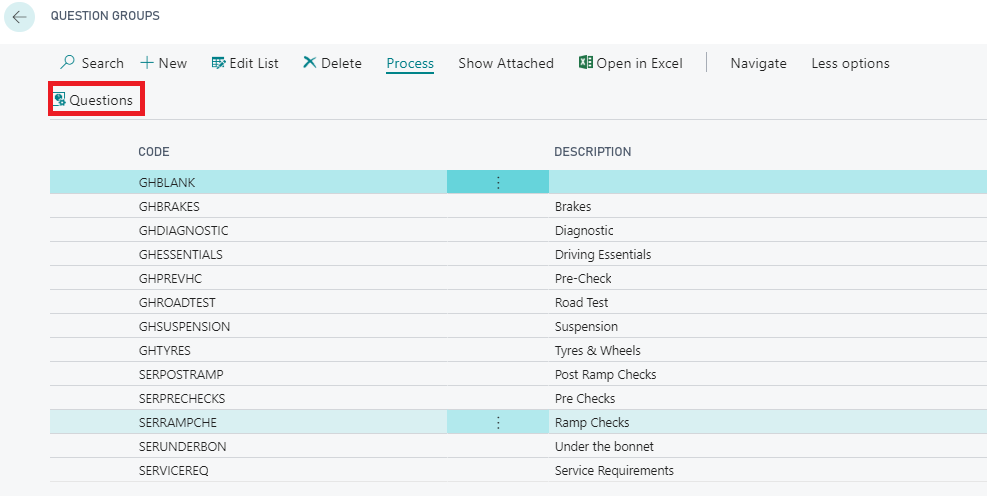 QUESTION GROUPS
Search New Edit List Delete Process Show Attached Open in Excel Navigate Less options
Questions
CODE DESCRIPTION
GHBLANK
GHBRAKES Brakes
GHDIAGNOSTIC Diagnostic
GHESSENTIALS Driving Essentials
GHPREVHC Pre-Check
GHROADTEST Road Test
GHSUSPENSION Suspension
GHTYRES Tyres & Wheels
SERPOSTRAMP Post Ramp Checks
SERPRECHECKS Pre Checks
SERRAMPCHE Ramp Checks
SERUNDERBON Under the bonnet
SERVICEREQ Service Requirements